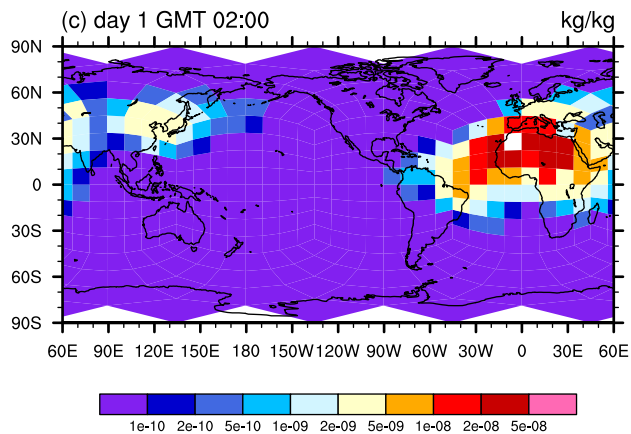 (c) day 1 GMT 02:00 kg/kg
90N
60N
30N
0
30S
60S
90S
60E 90E 120E 150E 180 150W 120W 90W 60W 30W 0 30E 60E
1e-10 2e-10 5e-10 1e-09 2e-09 5e-09 1e-08 2e-08 5e-08